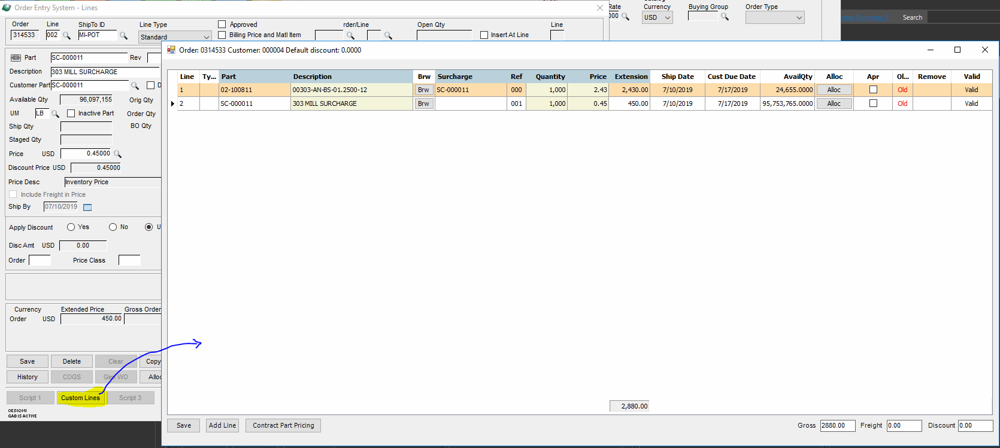 Order Entry System - Lines
Order Line ShipTo ID Line Type Approved rder/Line Open Qty Line
314533 002 MI-POT Standard Billing Price and Matl Item Insert At Line
Rate Currency Buying Group Order Type
000 USD
Search
Part SC-000011 Rev
Description 303 MILL SURCHARGE
Customer Part SC-000011 D
Available Qty 96,097,155 Orig Qty
UM LB Inactive Part Order Qty
Ship Qty BO Qty
Staged Qty
Price USD 0.45000
Discount Price USD 0.45000
Price Desc Inventory Price
Include Freight in Price
Ship By 07/10/2019
Apply Discount Yes No U
Disc Amt USD 0.00
Order Price Class
Currency Extended Price Gross Order
Order USD 450.00
Save Delete Clear Copy
History COGS Gen WO Alloc
Script 1 Custom Lines Script 3
GAB IS ACTIVE
Order: 0314533 Customer: 000004 Default discount: 0.0000
Line Ty... Part Description Brw Surcharge Ref Quantity Price Extension Ship Date Cust Due Date AvailQty Alloc Apr Ol... Remove Valid
1 02-100811 00303-AN-BS-01.2500-12 Brw SC-000011 000 1,000 2.43 2,430.00 7/10/2019 7/17/2019 24,655.0000 Alloc Old Valid
2 SC-000011 303 MILL SURCHARGE Brw 001 1,000 0.45 450.00 7/10/2019 7/17/2019 95,753,765.0000 Alloc Old Valid
2,880.00
Save Add Line Contract Part Pricing Gross 2880.00 Freight 0.00 Discount 0.00